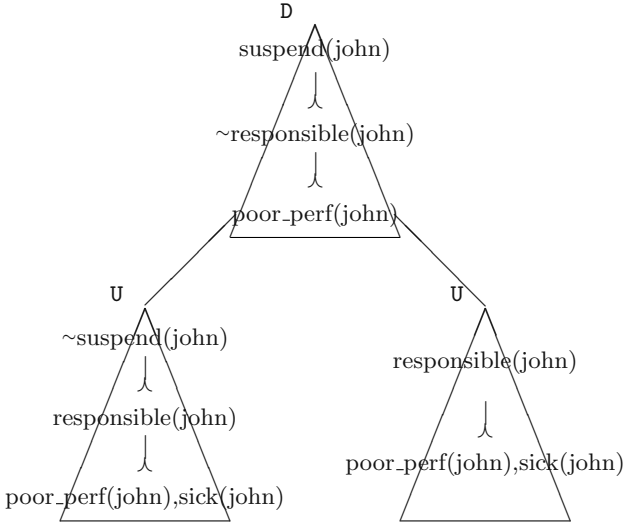 D
suspend(john)
~responsible(john)
poor_perf(john)
U
~suspend(john)
responsible(john)
poor_perf(john),sick(john)
U
responsible(john)
poor_perf(john),sick(john)